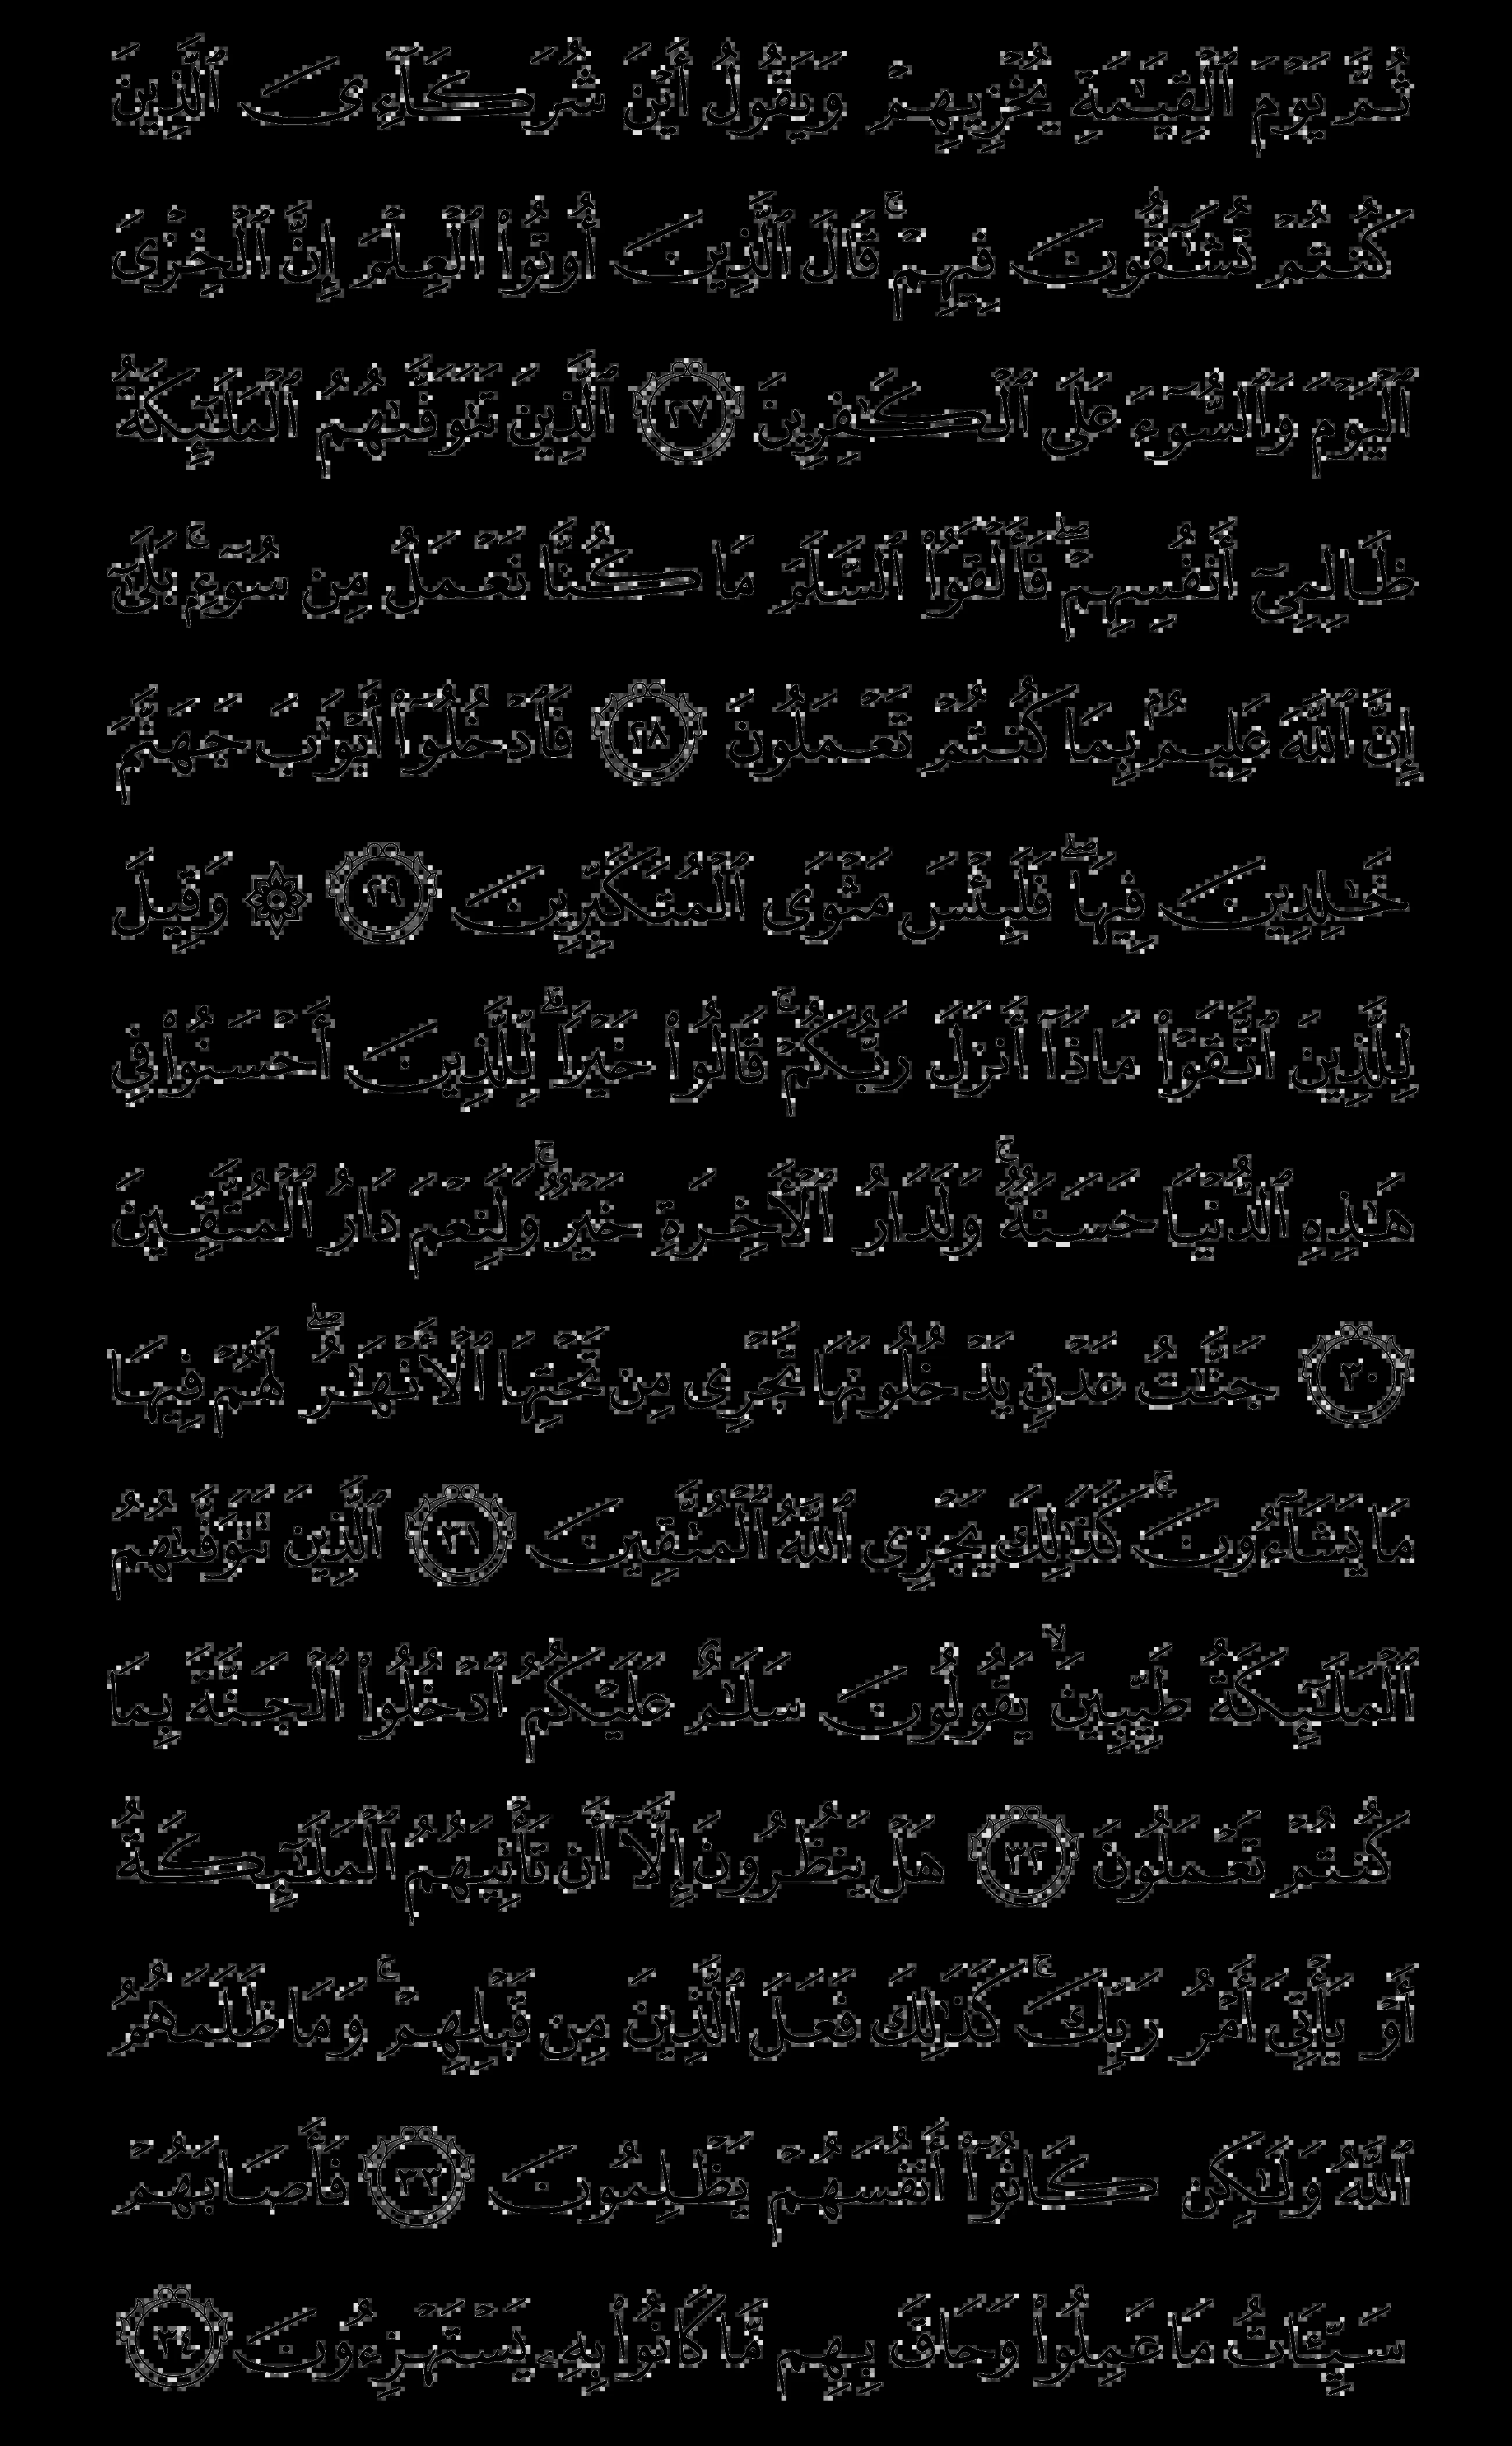 ثُمَّ يَوْمَ ٱلْقِيَٰمَةِ يُخْزِيهِمْ وَيَقُولُ أَيْنَ شُرَكَآءِىَ ٱلَّذِينَ
كُنتُمْ تُشَٰٓقُّونَ فِيهِمْ ۚ قَالَ ٱلَّذِينَ أُوتُوا۟ ٱلْعِلْمَ إِنَّ ٱلْخِزْىَ
ٱلْيَوْمَ وَٱلسُّوٓءَ عَلَى ٱلْكَٰفِرِينَ ٢٧ ٱلَّذِينَ تَتَوَفَّىٰهُمُ ٱلْمَلَٰٓئِكَةُ
ظَالِمِىٓ أَنفُسِهِمْ ۖ فَأَلْقَوُا۟ ٱلسَّلَمَ مَا كُنَّا نَعْمَلُ مِن سُوٓءٍۭ ۚ بَلَىٰٓ
إِنَّ ٱللَّهَ عَلِيمٌۢ بِمَا كُنتُمْ تَعْمَلُونَ ٢٨ فَٱدْخُلُوٓا۟ أَبْوَٰبَ جَهَنَّمَ
خَٰلِدِينَ فِيهَا ۖ فَلَبِئْسَ مَثْوَى ٱلْمُتَكَبِّرِينَ ٢٩ ۞ وَقِيلَ
لِلَّذِينَ ٱتَّقَوْا۟ مَاذَآ أَنزَلَ رَبُّكُمْ ۚ قَالُوا۟ خَيْرًا ۗ لِّلَّذِينَ أَحْسَنُوا۟ فِى
هَٰذِهِ ٱلدُّنْيَا حَسَنَةٌ ۚ وَلَدَارُ ٱلْءَاخِرَةِ خَيْرٌ ۚ وَلَنِعْمَ دَارُ ٱلْمُتَّقِينَ
٣٠ جَنَّٰتُ عَدْنٍ يَدْخُلُونَهَا تَجْرِى مِن تَحْتِهَا ٱلْأَنْهَٰرُ ۖ لَهُمْ فِيهَا
مَا يَشَآءُونَ ۚ كَذَٰلِكَ يَجْزِى ٱللَّهُ ٱلْمُتَّقِينَ ٣١ ٱلَّذِينَ تَتَوَفَّىٰهُمُ
ٱلْمَلَٰٓئِكَةُ طَيِّبِينَ ۙ يَقُولُونَ سَلَٰمٌ عَلَيْكُمُ ٱدْخُلُوا۟ ٱلْجَنَّةَ بِمَا
كُنتُمْ تَعْمَلُونَ ٣٢ هَلْ يَنظُرُونَ إِلَّآ أَن تَأْتِيَهُمُ ٱلْمَلَٰٓئِكَةُ
أَوْ يَأْتِىَ أَمْرُ رَبِّكَ ۚ كَذَٰلِكَ فَعَلَ ٱلَّذِينَ مِن قَبْلِهِمْ ۚ وَمَا ظَلَمَهُمُ
ٱللَّهُ وَلَٰكِن كَانُوٓا۟ أَنفُسَهُمْ يَظْلِمُونَ ٣٣ فَأَصَابَهُمْ
سَيِّـَٔاتُ مَا عَمِلُوا۟ وَحَاقَ بِهِم مَّا كَانُوا۟ بِهِۦ يَسْتَهْزِءُونَ ٣٤